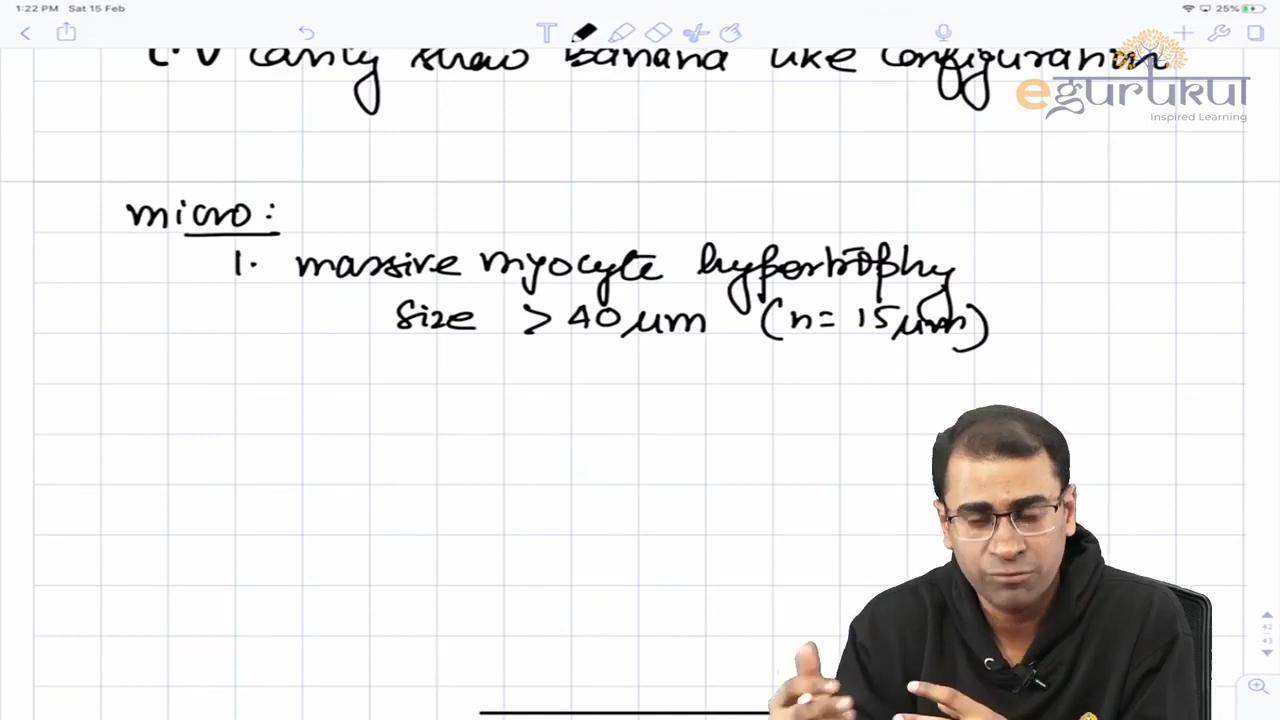 1:22 PM Sat 15 Feb
25%
LV cavity show Banana like configuration
egurukul
Inspired Learning
micro:
1. massive myocyte hypertrophy
size > 40 μm (n= 15 μm)